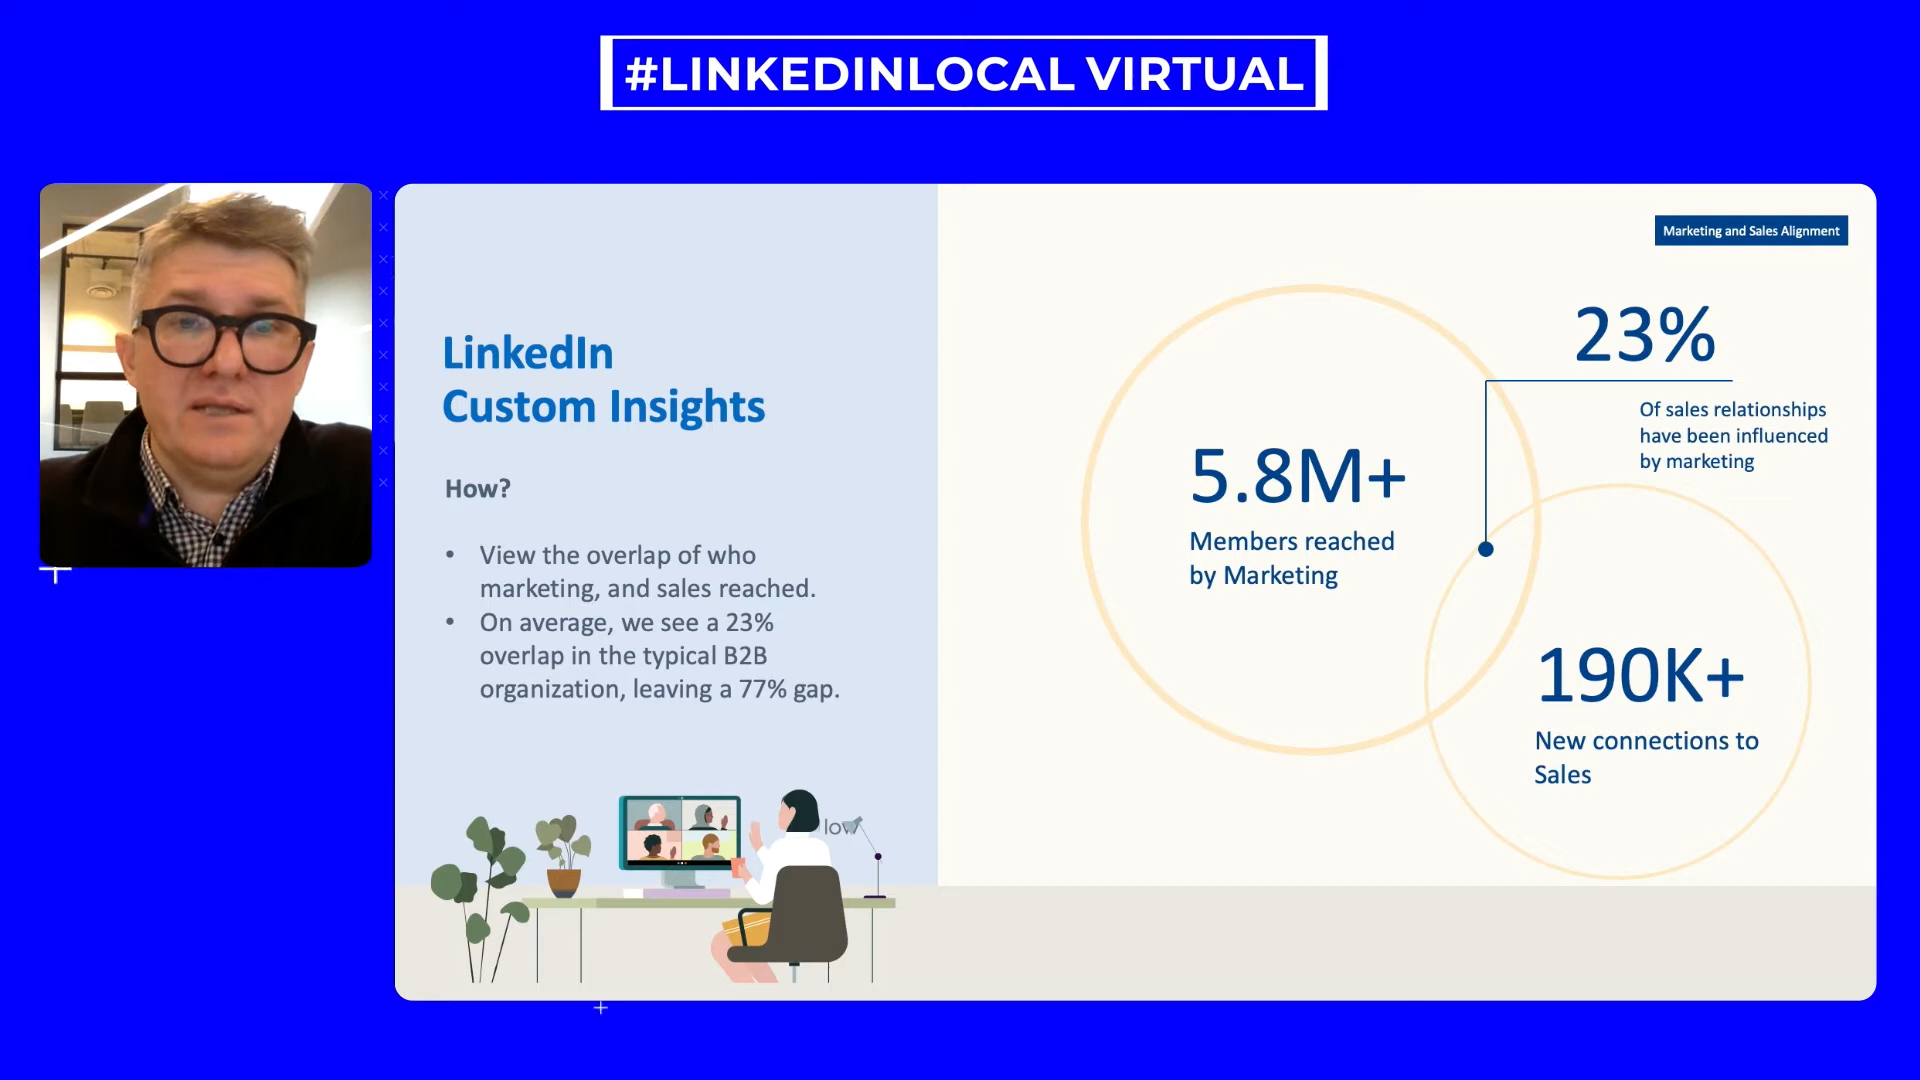 #LINKEDINLOCAL VIRTUAL
Marketing and Sales Alignment
LinkedIn
Custom Insights
How?
• View the overlap of who
marketing, and sales reached.
• On average, we see a 23%
overlap in the typical B2B
organization, leaving a 77% gap.
low
23%
Of sales relationships
have been influenced
by marketing
5.8M+
Members reached
by Marketing
190K+
New connections to
Sales